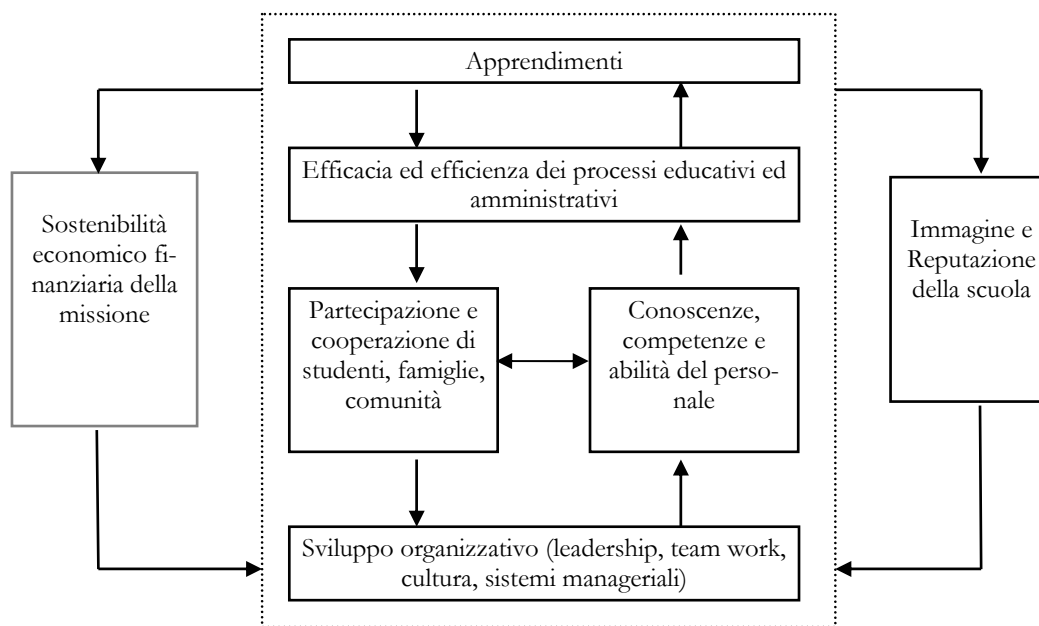 Apprendimenti
Efficacia ed efficienza dei processi educativi ed
amministrativi
Sostenibilità
economico fi-
nanziaria della
missione
Partecipazione e
cooperazione di
studenti, famiglie,
comunità
Conoscenze,
competenze e
abilità del perso-
nale
Immagine e
Reputazione
della scuola
Sviluppo organizzativo (leadership, team work,
cultura, sistemi manageriali)